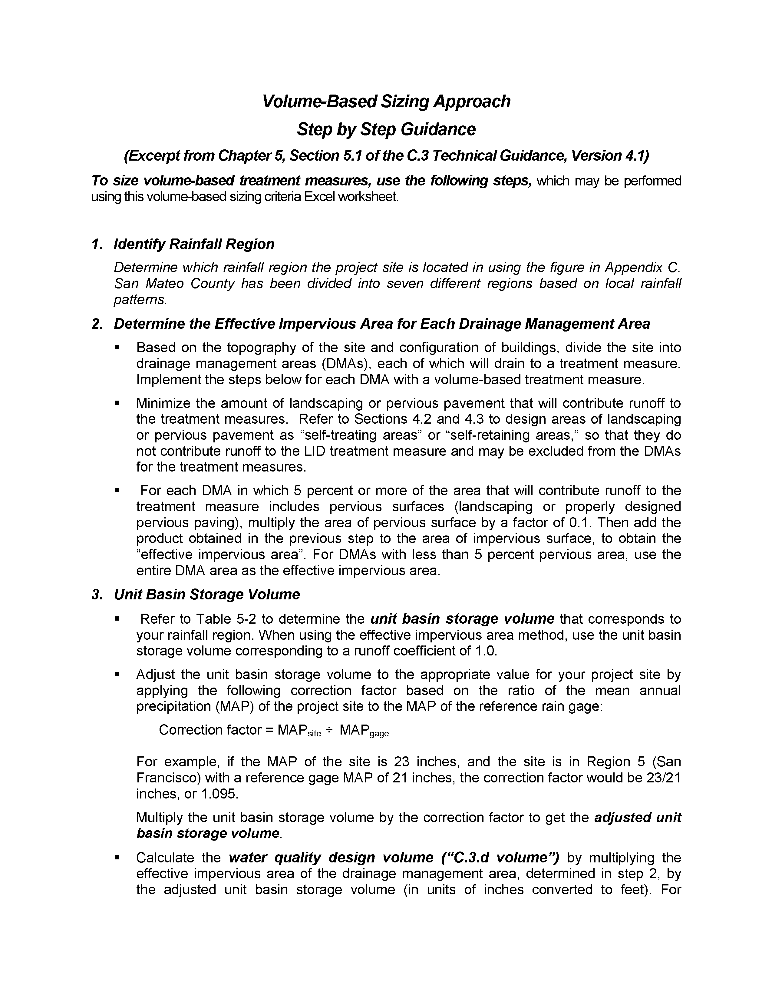 Volume-Based Sizing Approach
Step by Step Guidance
(Excerpt from Chapter 5, Section 5.1 of the C.3 Technical Guidance, Version 4.1)
To size volume-based treatment measures, use the following steps, which may be performed
using this volume-based sizing criteria Excel worksheet.
1. Identify Rainfall Region
Determine which rainfall region the project site is located in using the figure in Appendix C.
San Mateo County has been divided into seven different regions based on local rainfall
patterns.
2. Determine the Effective Impervious Area for Each Drainage Management Area
▪ Based on the topography of the site and configuration of buildings, divide the site into
drainage management areas (DMAs), each of which will drain to a treatment measure.
Implement the steps below for each DMA with a volume-based treatment measure.
▪ Minimize the amount of landscaping or pervious pavement that will contribute runoff to
the treatment measures. Refer to Sections 4.2 and 4.3 to design areas of landscaping
or pervious pavement as “self-treating areas” or “self-retaining areas,” so that they do
not contribute runoff to the LID treatment measure and may be excluded from the DMAs
for the treatment measures.
▪ For each DMA in which 5 percent or more of the area that will contribute runoff to the
treatment measure includes pervious surfaces (landscaping or properly designed
pervious paving), multiply the area of pervious surface by a factor of 0.1. Then add the
product obtained in the previous step to the area of impervious surface, to obtain the
“effective impervious area”. For DMAs with less than 5 percent pervious area, use the
entire DMA area as the effective impervious area.
3. Unit Basin Storage Volume
▪ Refer to Table 5-2 to determine the unit basin storage volume that corresponds to
your rainfall region. When using the effective impervious area method, use the unit basin
storage volume corresponding to a runoff coefficient of 1.0.
▪ Adjust the unit basin storage volume to the appropriate value for your project site by
applying the following correction factor based on the ratio of the mean annual
precipitation (MAP) of the project site to the MAP of the reference rain gage:
Correction factor = MAPsite ÷ MAPgage
For example, if the MAP of the site is 23 inches, and the site is in Region 5 (San
Francisco) with a reference gage MAP of 21 inches, the correction factor would be 23/21
inches, or 1.095.
Multiply the unit basin storage volume by the correction factor to get the adjusted unit
basin storage volume.
▪ Calculate the water quality design volume (“C.3.d volume”) by multiplying the
effective impervious area of the drainage management area, determined in step 2, by
the adjusted unit basin storage volume (in units of inches converted to feet). For